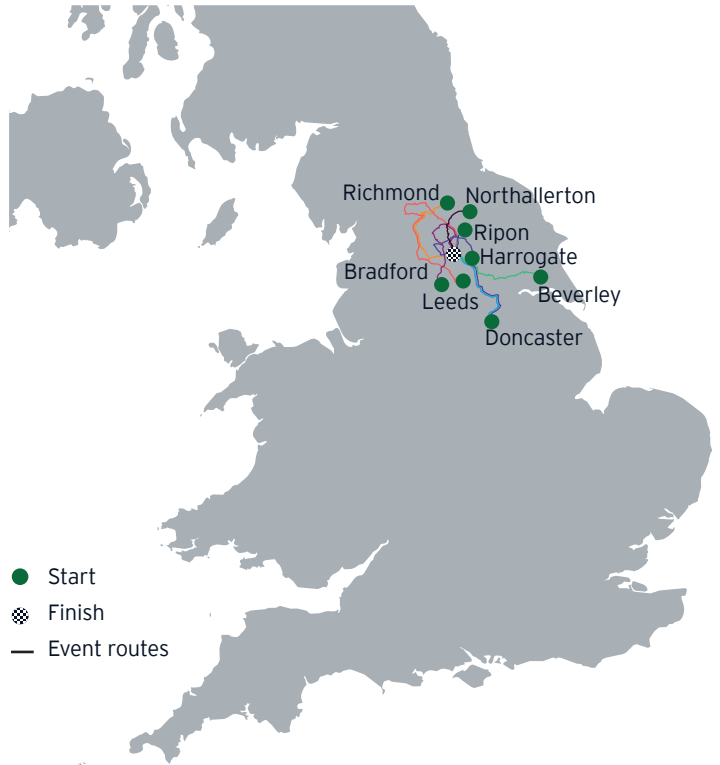 Richmond
Northallerton
Ripon
Harrogate
Bradford
Leeds
Beverley
Doncaster
Start
Finish
Event routes